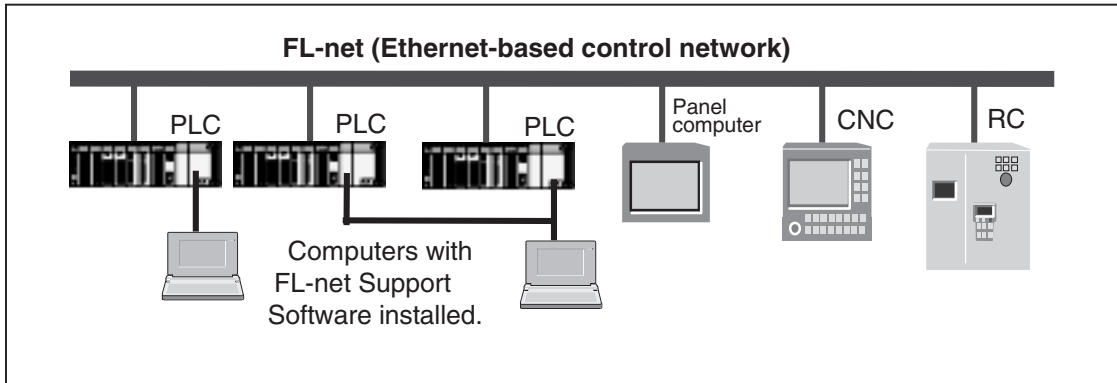 FL-net (Ethernet-based control network)
PLC
PLC
PLC
Panel
computer
CNC
RC
Computers with
FL-net Support
Software installed.